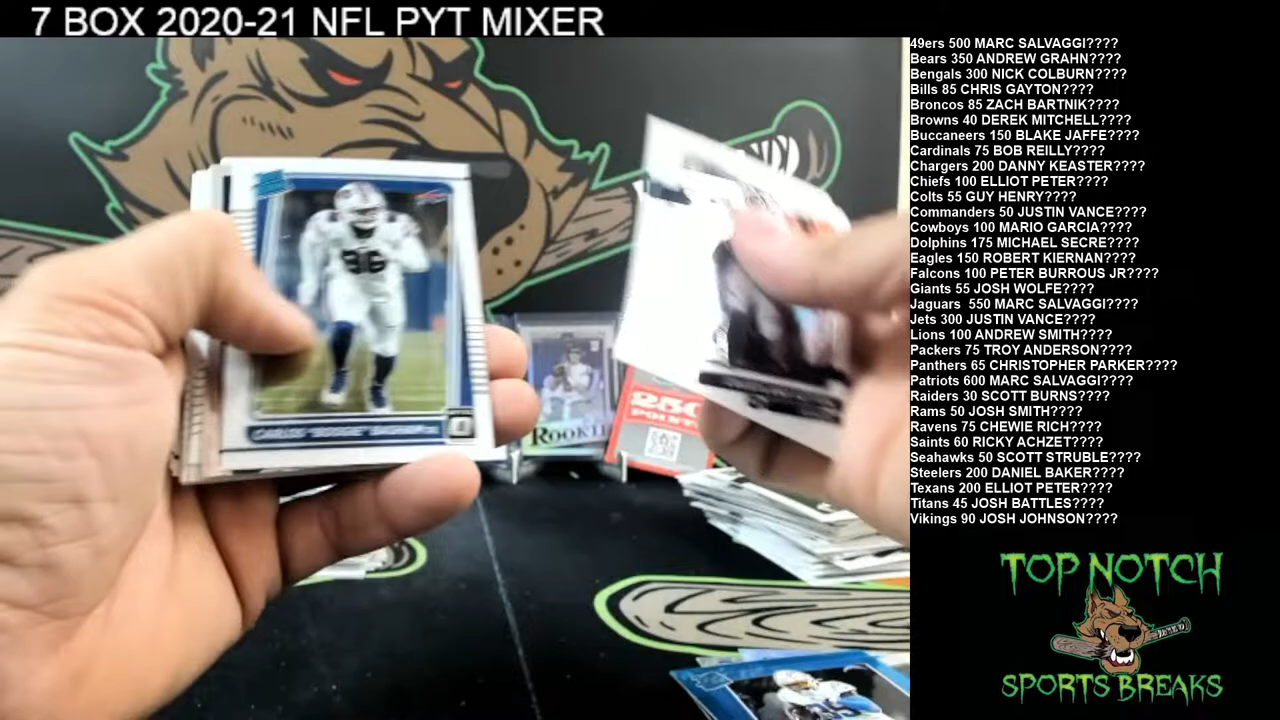 7 BOX 2020-21 NFL PYT MIXER
49ers 500 MARC SALVAGGI????
Bears 350 ANDREW GRAHN????
Bengals 300 NICK COLBURN????
Bills 85 CHRIS GAYTON????
Broncos 85 ZACH BARTNIK????
Browns 40 DEREK MITCHELL????
Buccaneers 150 BLAKE JAFFE????
Cardinals 75 BOB REILLY????
Chargers 200 DANNY KEASTER????
Chiefs 100 ELLIOT PETER????
Colts 55 GUY HENRY????
Commanders 50 JUSTIN VANCE????
Cowboys 100 MARIO GARCIA????
Dolphins 175 MICHAEL SECRE????
Eagles 150 ROBERT KIERNAN????
Falcons 100 PETER BURROUS JR????
Giants 55 JOSH WOLFE????
Jaguars 550 MARC SALVAGGI????
Jets 300 JUSTIN VANCE????
Lions 100 ANDREW SMITH????
Packers 75 TROY ANDERSON????
Panthers 65 CHRISTOPHER PARKER????
Patriots 600 MARC SALVAGGI????
Raiders 30 SCOTT BURNS????
Rams 50 JOSH SMITH????
Ravens 75 CHEWIE RICH????
Saints 60 RICKY ACHZET????
Seahawks 50 SCOTT STRUBLE????
Steelers 200 DANIEL BAKER????
Texans 200 ELLIOT PETER????
Titans 45 JOSH BATTLES????
Vikings 90 JOSH JOHNSON????
TOP NOTCH
SPORTS BREAKS
96
ROOKIE
250
POINTS